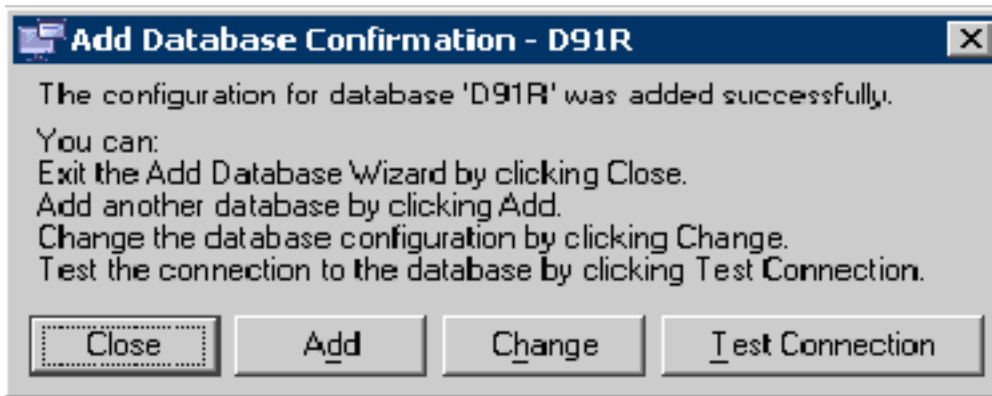 Add Database Confirmation - D91R
The configuration for database 'D91R' was added successfully.
You can:
Exit the Add Database Wizard by clicking Close.
Add another database by clicking Add.
Change the database configuration by clicking Change.
Test the connection to the database by clicking Test Connection.
Close Add Change Test Connection